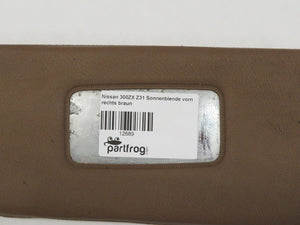 Nissan 300ZX Z31 Sonnenblende vorn
rechts braun
12689
partfrog